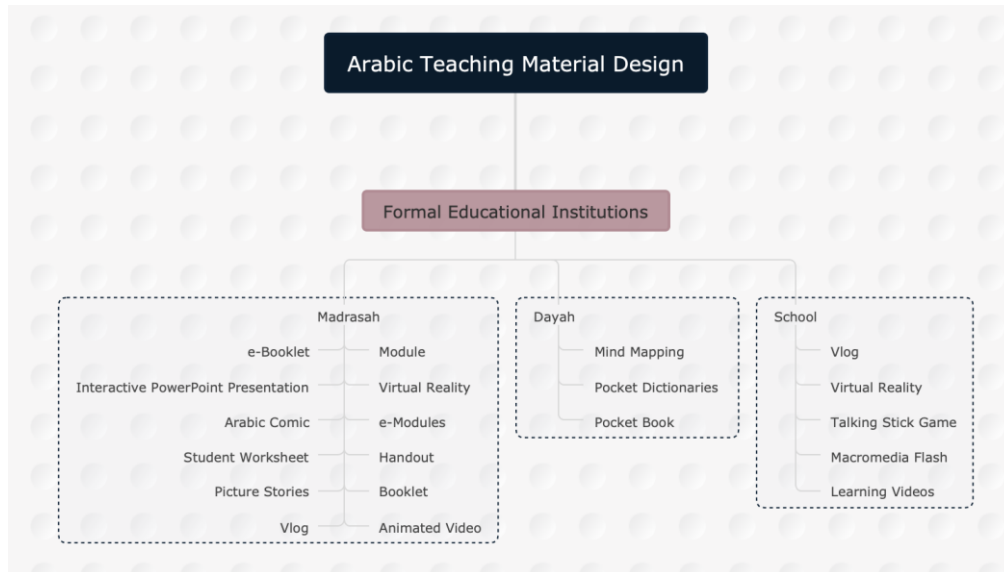 Arabic Teaching Material Design
Formal Educational Institutions
Madrasah
e-Booklet
Module
Interactive PowerPoint Presentation
Virtual Reality
Arabic Comic
e-Modules
Student Worksheet
Handout
Picture Stories
Booklet
Vlog
Animated Video
Dayah
Mind Mapping
Pocket Dictionaries
Pocket Book
School
Vlog
Virtual Reality
Talking Stick Game
Macromedia Flash
Learning Videos